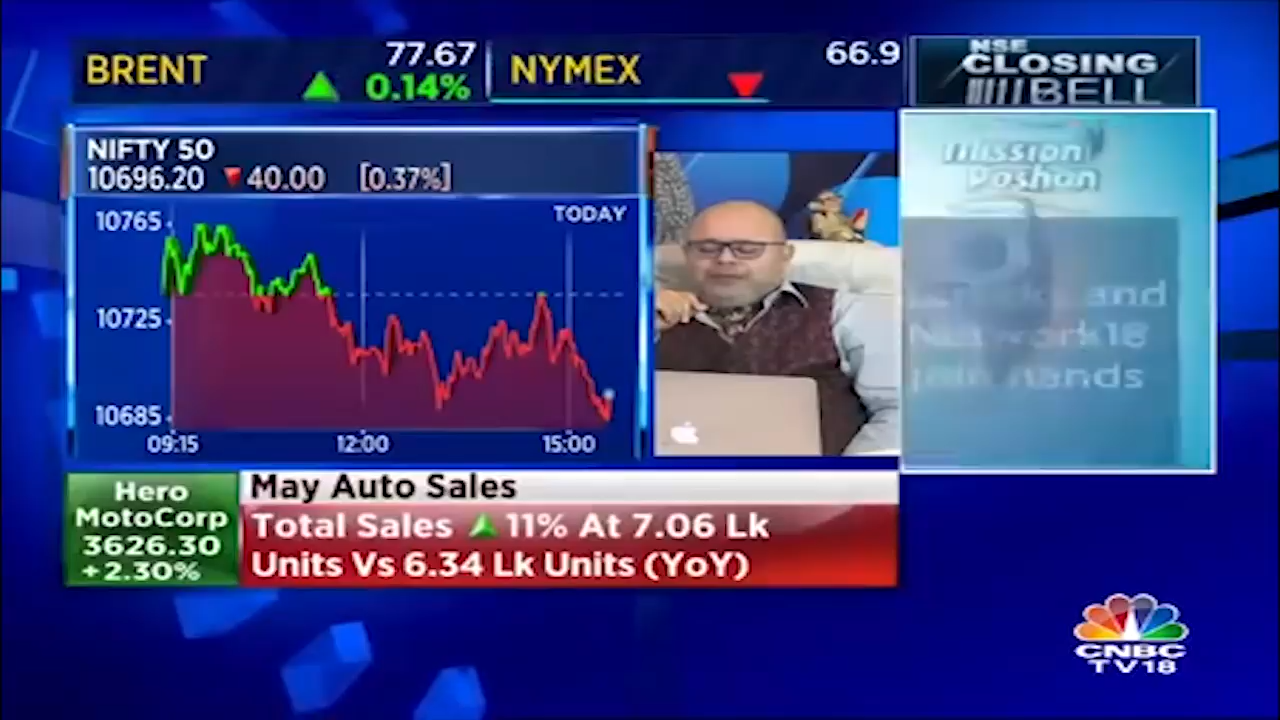 BRENT
77.67
0.14%
NYMEX
66.9
NSE
CLOSING
BELL
NIFTY 50
10696.20 40.00 [0.37%]
TODAY
10765
10725
10685
09:15 12:00 15:00
Mission
Poshan
and
Network18
join hands
Hero
MotoCorp
3626.30
+2.30%
May Auto Sales
Total Sales 11% At 7.06 Lk
Units Vs 6.34 Lk Units (YoY)
CNBC
TV18